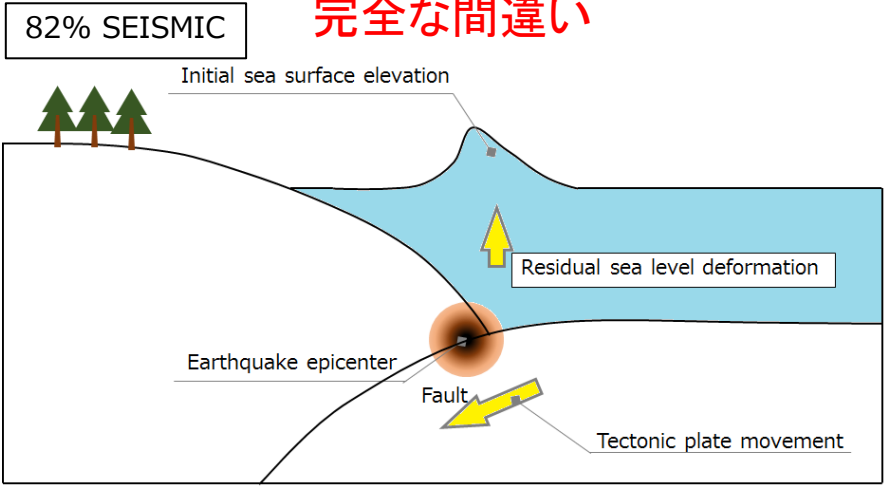 82% SEISMIC
完全な間違い
Initial sea surface elevation
Residual sea level deformation
Earthquake epicenter
Fault
Tectonic plate movement